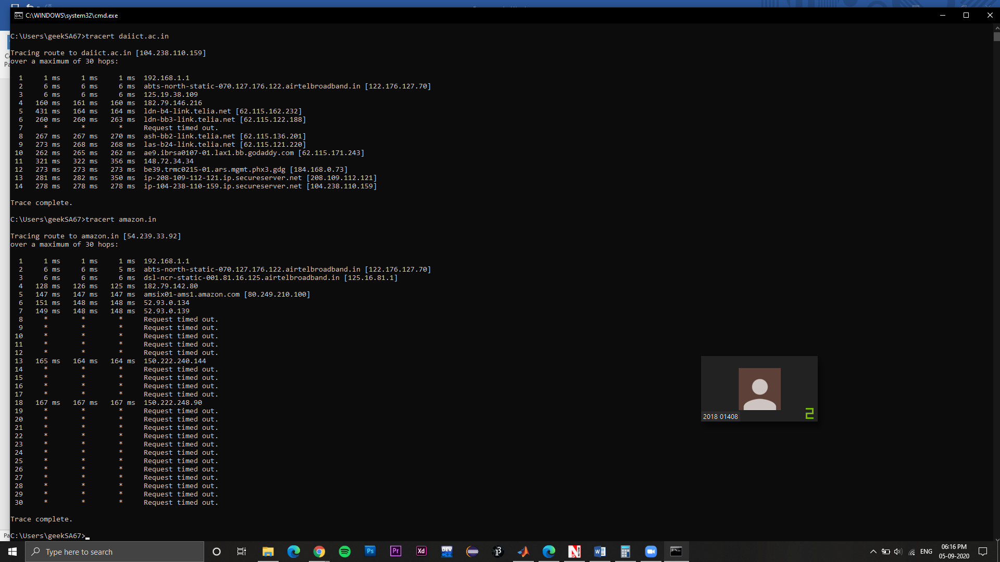 C:\WINDOWS\system32\cmd.exe
C:\Users\geekSA67>tracert daiict.ac.in
Tracing route to daiict.ac.in [104.238.110.159]
over a maximum of 30 hops:
1 1 ms 1 ms 1 ms 192.168.1.1
2 6 ms 6 ms 6 ms abts-north-static-070.127.176.122.airtelbroadband.in [122.176.127.70]
3 6 ms 6 ms 6 ms 125.19.38.109
4 160 ms 161 ms 160 ms 182.79.146.216
5 431 ms 164 ms 164 ms ldn-b4-link.telia.net [62.115.162.232]
6 260 ms 260 ms 263 ms ldn-bb3-link.telia.net [62.115.122.188]
7 * * * Request timed out.
8 267 ms 267 ms 270 ms ash-bb2-link.telia.net [62.115.136.201]
9 273 ms 268 ms 268 ms las-b24-link.telia.net [62.115.121.220]
10 262 ms 265 ms 262 ms ae9.ibrsa0107-01.lax1.bb.godaddy.com [62.115.171.243]
11 321 ms 322 ms 356 ms 148.72.34.34
12 273 ms 273 ms 273 ms be39.trmc0215-01.ars.mgmt.phx3.gdg [184.168.0.73]
13 281 ms 282 ms 350 ms ip-208-109-112-121.ip.secureserver.net [208.109.112.121]
14 278 ms 278 ms 278 ms ip-104-238-110-159.ip.secureserver.net [104.238.110.159]
Trace complete.
C:\Users\geekSA67>tracert amazon.in
Tracing route to amazon.in [54.239.33.92]
over a maximum of 30 hops:
1 1 ms 1 ms 1 ms 192.168.1.1
2 6 ms 6 ms 5 ms abts-north-static-070.127.176.122.airtelbroadband.in [122.176.127.70]
3 6 ms 6 ms 6 ms dsl-ncr-static-001.81.16.125.airtelbroadband.in [125.16.81.1]
4 128 ms 126 ms 125 ms 182.79.142.80
5 147 ms 147 ms 147 ms amsix01-ams1.amazon.com [80.249.210.100]
6 151 ms 148 ms 148 ms 52.93.0.134
7 149 ms 148 ms 148 ms 52.93.0.139
8 * * * Request timed out.
9 * * * Request timed out.
10 * * * Request timed out.
11 * * * Request timed out.
12 * * * Request timed out.
13 165 ms 164 ms 164 ms 150.222.240.144
14 * * * Request timed out.
15 * * * Request timed out.
16 * * * Request timed out.
17 * * * Request timed out.
18 167 ms 167 ms 167 ms 150.222.248.90
19 * * * Request timed out.
20 * * * Request timed out.
21 * * * Request timed out.
22 * * * Request timed out.
23 * * * Request timed out.
24 * * * Request timed out.
25 * * * Request timed out.
26 * * * Request timed out.
27 * * * Request timed out.
28 * * * Request timed out.
29 * * * Request timed out.
30 * * * Request timed out.
Trace complete.
C:\Users\geekSA67>
2018 01408
2
Type here to search
Ps
Pr
Xd
DEV
ENG
06:16 PM
05-09-2020